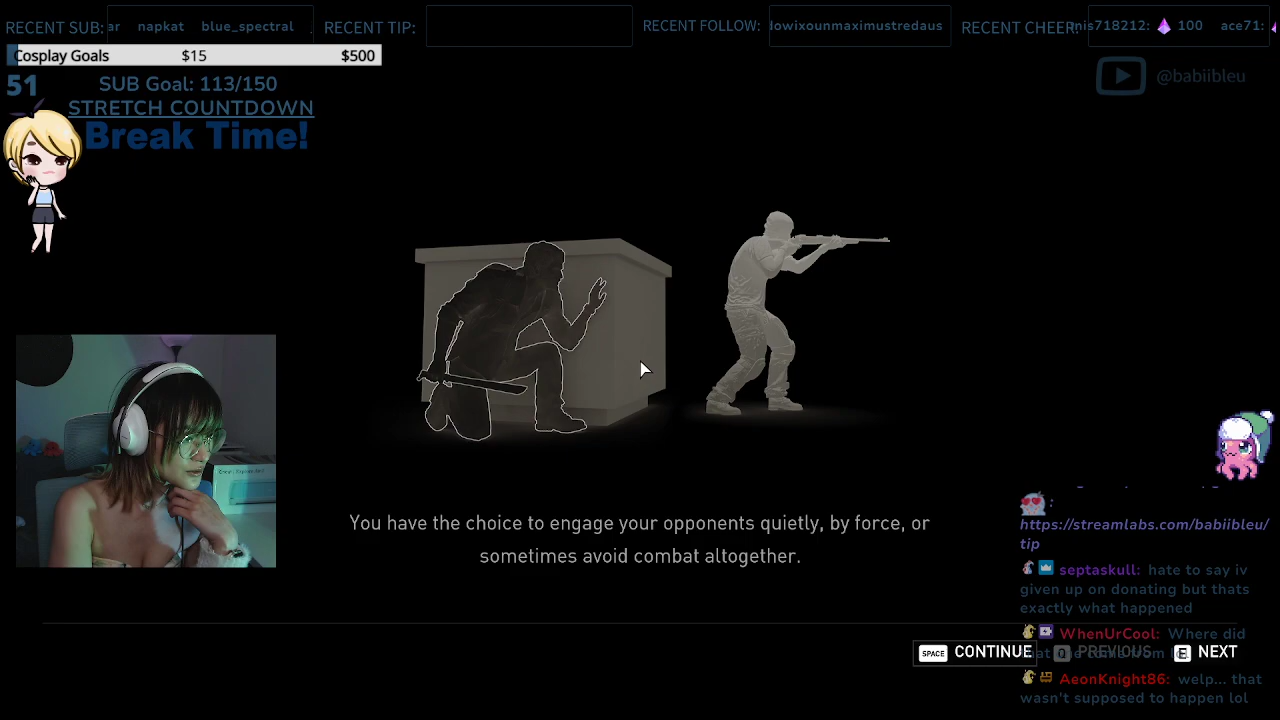 RECENT SUB: ar napkat blue_spectral
RECENT TIP:
RECENT FOLLOW: lowixounmaximustredaus
RECENT CHEER: nis718212: 100 ace71:
Cosplay Goals $15 $500
51 SUB Goal: 113/150
STRETCH COUNTDOWN
Break Time!
@babiibleu
You have the choice to engage your opponents quietly, by force, or
sometimes avoid combat altogether.
:
https://streamlabs.com/babiibleu/
tip
septaskull: hate to say iv
given up on donating but thats
exactly what happened
WhenUrCool: Where did
come from
AeonKnight86: welp... that
wasn't supposed to happen lol
SPACE CONTINUE Q PREVIOUS E NEXT